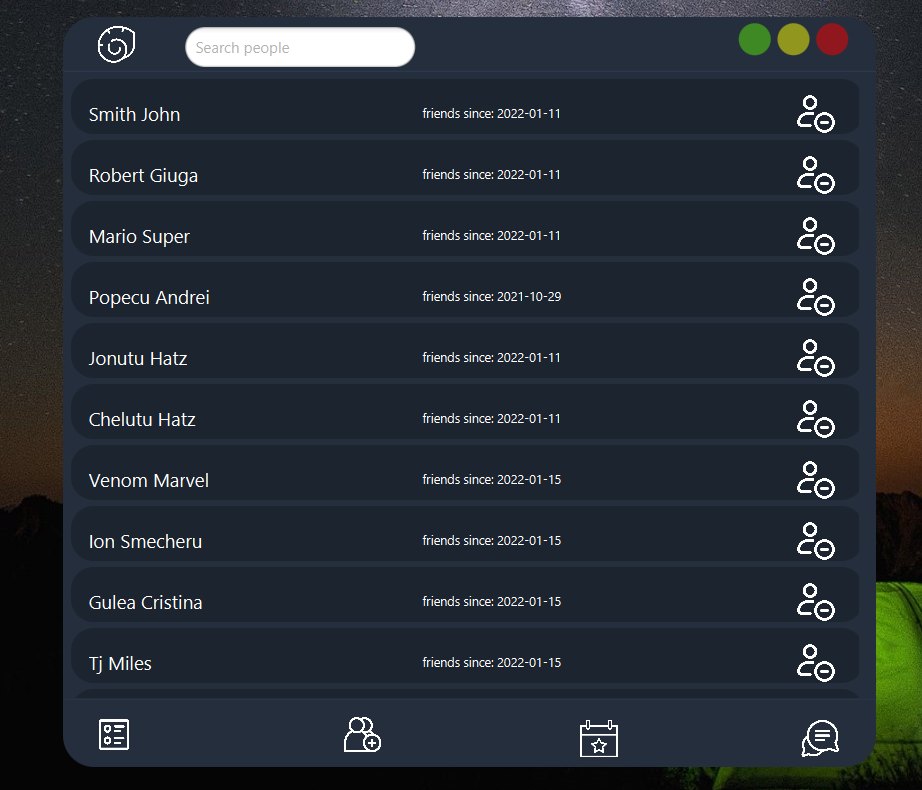 Search people
Smith John friends since: 2022-01-11
Robert Giuga friends since: 2022-01-11
Mario Super friends since: 2022-01-11
Popecu Andrei friends since: 2021-10-29
Jonutu Hatz friends since: 2022-01-11
Chelutu Hatz friends since: 2022-01-11
Venom Marvel friends since: 2022-01-15
Ion Smecheru friends since: 2022-01-15
Gulea Cristina friends since: 2022-01-15
Tj Miles friends since: 2022-01-15